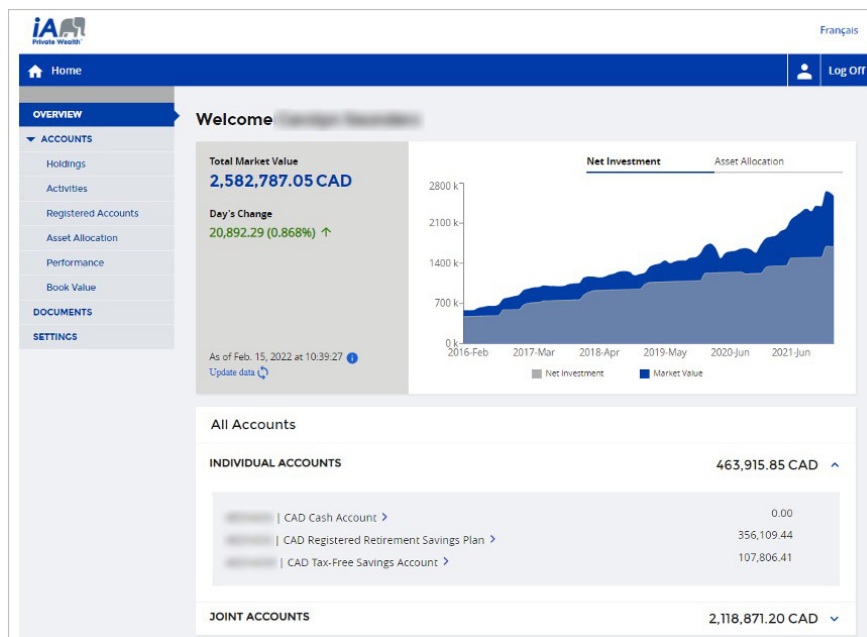 iA
Private Wealth
Français
Home
Log Off
OVERVIEW
ACCOUNTS
Holdings
Activities
Registered Accounts
Asset Allocation
Performance
Book Value
DOCUMENTS
SETTINGS
Welcome
Total Market Value
2,582,787.05 CAD
Day's Change
20,892.29 (0.868%) ↑
As of Feb. 15, 2022 at 10:39:27
Update data
Net Investment Asset Allocation
2800 k
2100 k
1400 k
700 k
0 k
2016-Feb 2017-Mar 2018-Apr 2019-May 2020-Jun 2021-Jun
Net Investment Market Value
All Accounts
INDIVIDUAL ACCOUNTS 463,915.85 CAD
| CAD Cash Account > 0.00
| CAD Registered Retirement Savings Plan > 356,109.44
| CAD Tax-Free Savings Account > 107,806.41
JOINT ACCOUNTS 2,118,871.20 CAD